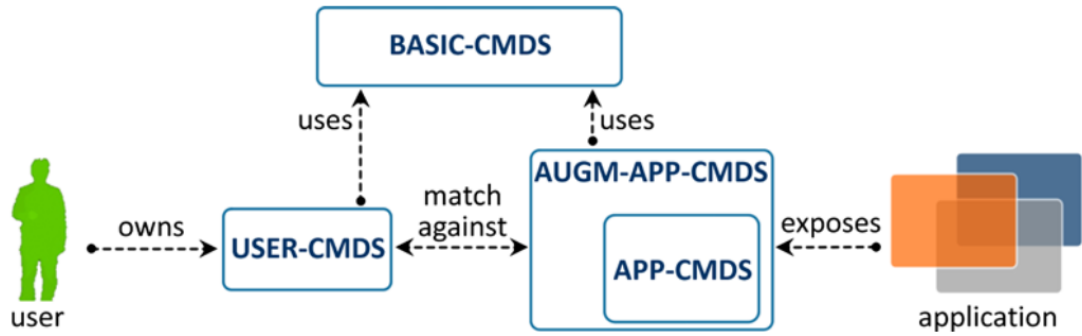 BASIC-CMDS
uses
uses
AUGM-APP-CMDS
match
against
owns
USER-CMDS
exposes
APP-CMDS
user
application